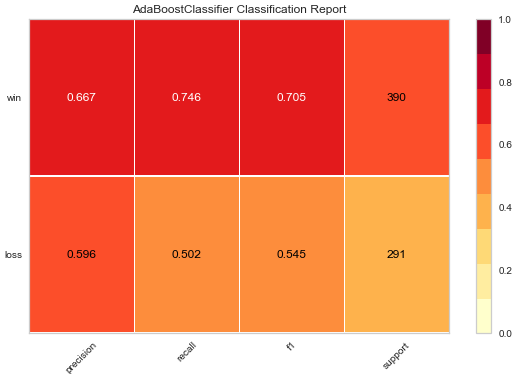 AdaBoostClassifier Classification Report
win 0.667 0.746 0.705 390
loss 0.596 0.502 0.545 291
precision recall f1 support
1.0
0.8
0.6
0.4
0.2
0.0